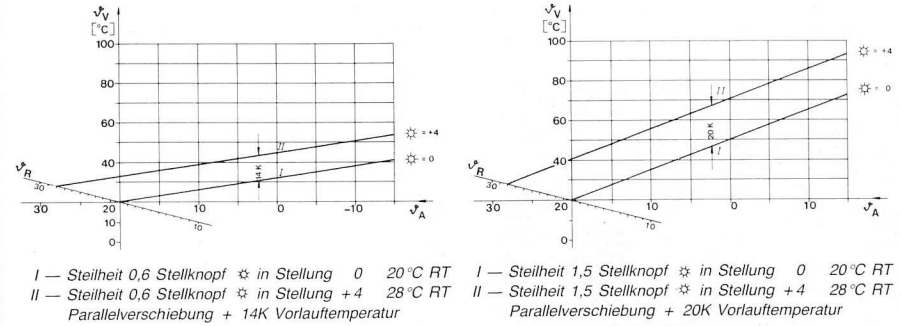 ϑV
[°C]
100
80
60
40
☼ = +4
☼ = 0
II
I
14 K
ϑR
30
30
20
10
0
-10
ϑA
10
10
0
ϑV
[°C]
100
80
60
40
☼ = +4
☼ = 0
II
I
20 K
ϑR
30
30
20
10
0
10
ϑA
10
0
I — Steilheit 0,6 Stellknopf ☼ in Stellung 0 20 °C RT
II — Steilheit 0,6 Stellknopf ☼ in Stellung +4 28 °C RT
Parallelverschiebung + 14K Vorlauftemperatur
I — Steilheit 1,5 Stellknopf ☼ in Stellung 0 20 °C RT
II — Steilheit 1,5 Stellknopf ☼ in Stellung +4 28 °C RT
Parallelverschiebung + 20K Vorlauftemperatur